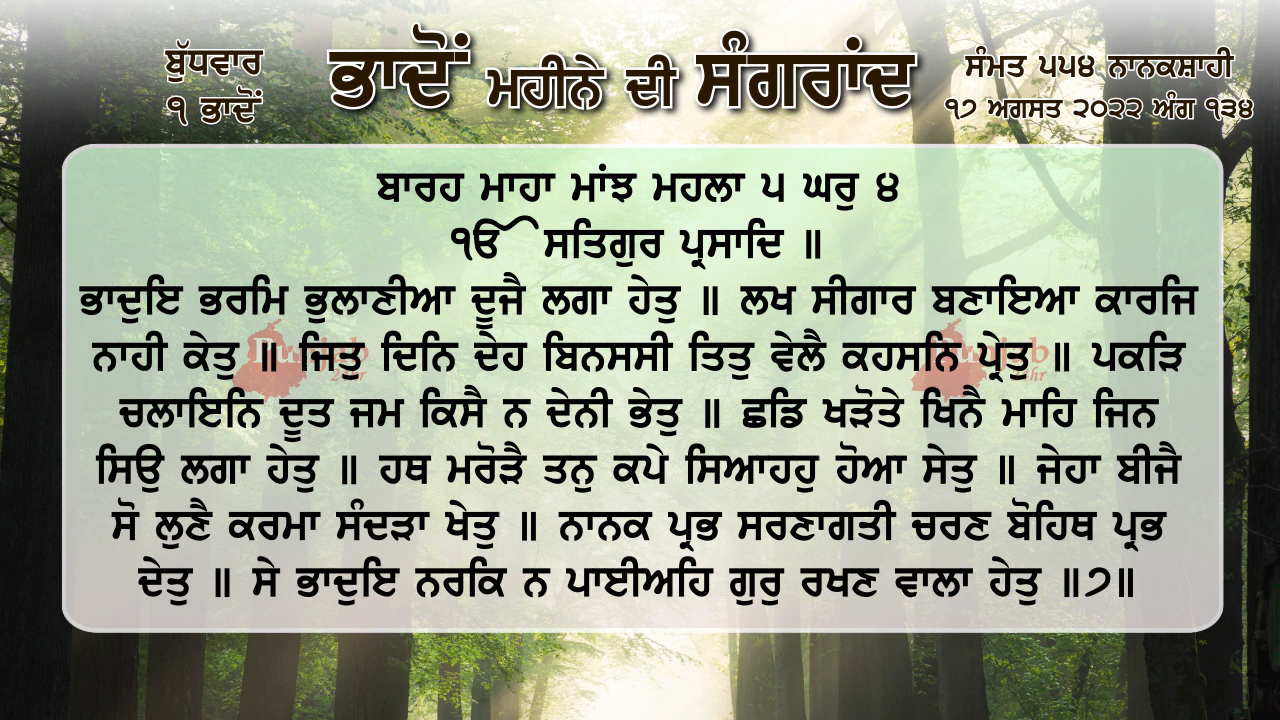 ਬੁੱਧਵਾਰ
੧ ਭਾਦੋਂ
ਭਾਦੋਂ ਮਹੀਨੇ ਦੀ ਸੰਗਰਾਂਦ
ਸੰਮਤ ੫੫੪ ਨਾਨਕਸ਼ਾਹੀ
੧੭ ਅਗਸਤ ੨੦੨੨ ਅੰਗ ੧੩੪
ਬਾਰਹ ਮਾਹਾ ਮਾਂਝ ਮਹਲਾ ੫ ਘਰੁ ੪
ੴ ਸਤਿਗੁਰ ਪ੍ਰਸਾਦਿ ॥
ਭਾਦੁਇ ਭਰਮਿ ਭੁਲਾਣੀਆ ਦੂਜੈ ਲਗਾ ਹੇਤੁ ॥ ਲਖ ਸੀਗਾਰ ਬਣਾਇਆ ਕਾਰਜਿ
ਨਾਹੀ ਕੇਤੁ ॥ ਜਿਤੁ ਦਿਨਿ ਦੇਹ ਬਿਨਸਸੀ ਤਿਤੁ ਵੇਲੈ ਕਹਸਨਿ ਪ੍ਰੇਤੁ ॥ ਪਕੜਿ
ਚਲਾਇਨਿ ਦੂਤ ਜਮ ਕਿਸੈ ਨ ਦੇਨੀ ਭੇਤੁ ॥ ਛਡਿ ਖੜੋਤੇ ਖਿਨੈ ਮਾਹਿ ਜਿਨ
ਸਿਉ ਲਗਾ ਹੇਤੁ ॥ ਹਥ ਮਰੋੜੈ ਤਨੁ ਕਪੇ ਸਿਆਹਹੁ ਹੋਆ ਸੇਤੁ ॥ ਜੇਹਾ ਬੀਜੈ
ਸੋ ਲੁਣੈ ਕਰਮਾ ਸੰਦੜਾ ਖੇਤੁ ॥ ਨਾਨਕ ਪ੍ਰਭ ਸਰਣਾਗਤੀ ਚਰਣ ਬੋਹਿਥ ਪ੍ਰਭ
ਦੇਤੁ ॥ ਸੇ ਭਾਦੁਇ ਨਰਕਿ ਨ ਪਾਈਅਹਿ ਗੁਰੁ ਰਖਣ ਵਾਲਾ ਹੇਤੁ ॥੭॥